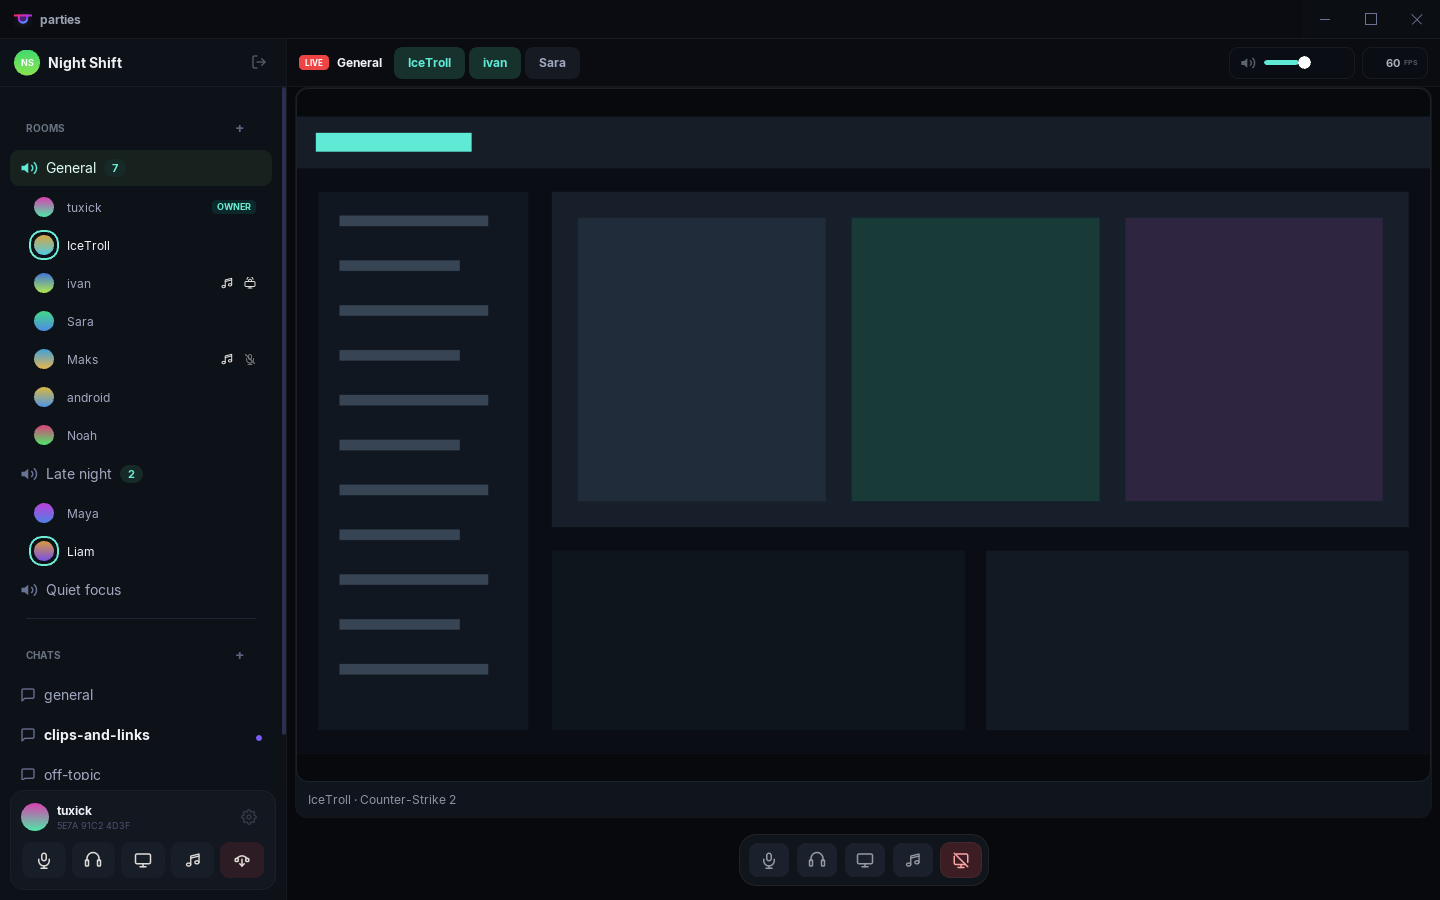 parties
NS Night Shift
LIVE General IceTroll ivan Sara
60 FPS
ROOMS +
General 7
tuxick OWNER
IceTroll
ivan
Sara
Maks
android
Noah
Late night 2
Maya
Liam
Quiet focus
CHATS +
general
clips-and-links
off-topic
tuxick
5E7A 91C2 4D3F
IceTroll · Counter-Strike 2